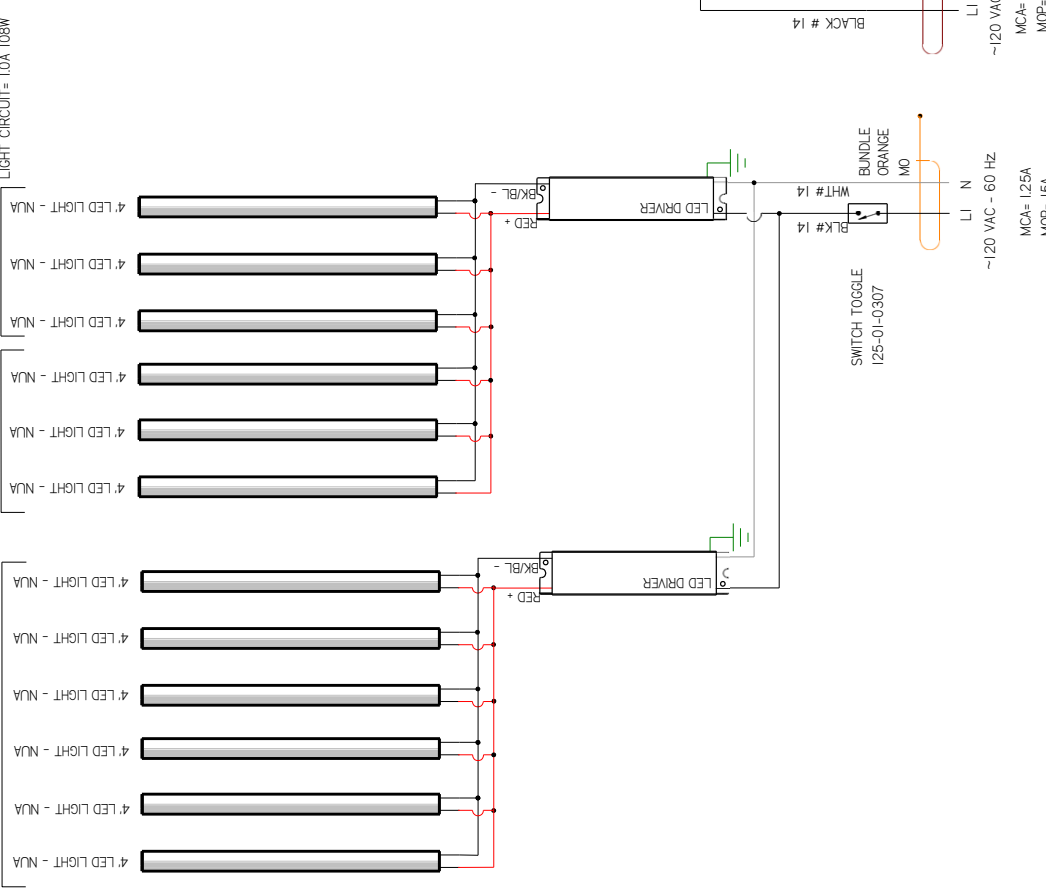 LIGHT CIRCUIT= 1.0A 108W
BLACK # 14
L1
~120 VAC
MCA=
MOP=
4' LED LIGHT - NUA
4' LED LIGHT - NUA
4' LED LIGHT - NUA
4' LED LIGHT - NUA
4' LED LIGHT - NUA
4' LED LIGHT - NUA
BK/BL -
RED +
LED DRIVER
WHT# 14
BLK# 14
BUNDLE
ORANGE
MO
L1
N
~120 VAC - 60 HZ
MCA= 1.25A
MOP= 15A
SWITCH TOGGLE
125-01-0307
4' LED LIGHT - NUA
4' LED LIGHT - NUA
4' LED LIGHT - NUA
4' LED LIGHT - NUA
4' LED LIGHT - NUA
4' LED LIGHT - NUA
BK/BL -
RED +
LED DRIVER